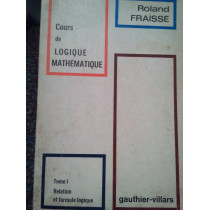 Roland
FRAISSE
Cours
de
LOGIQUE
MATHÉMATIQUE
Tome I
Relation
et formule logique
gauthier-villars